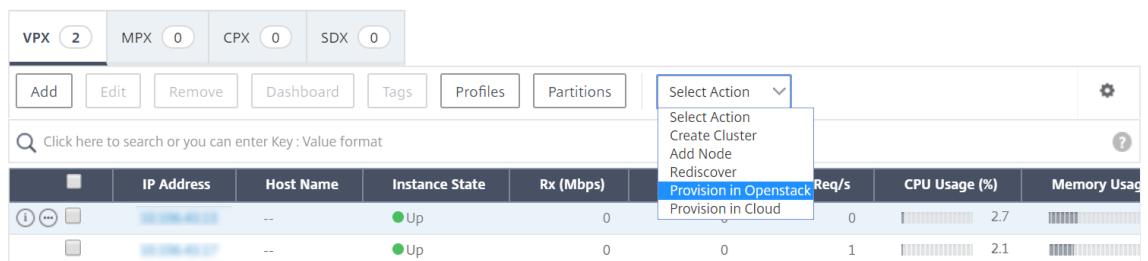 VPX 2 MPX 0 CPX 0 SDX 0
Add Edit Remove Dashboard Tags Profiles Partitions Select Action
Select Action
Create Cluster
Add Node
Rediscover
Provision in Openstack
Provision in Cloud
Click here to search or you can enter Key : Value format
IP Address Host Name Instance State Rx (Mbps) Req/s CPU Usage (%) Memory Usag
-- Up 0 0 0 2.7
-- Up 0 0 1 2.1